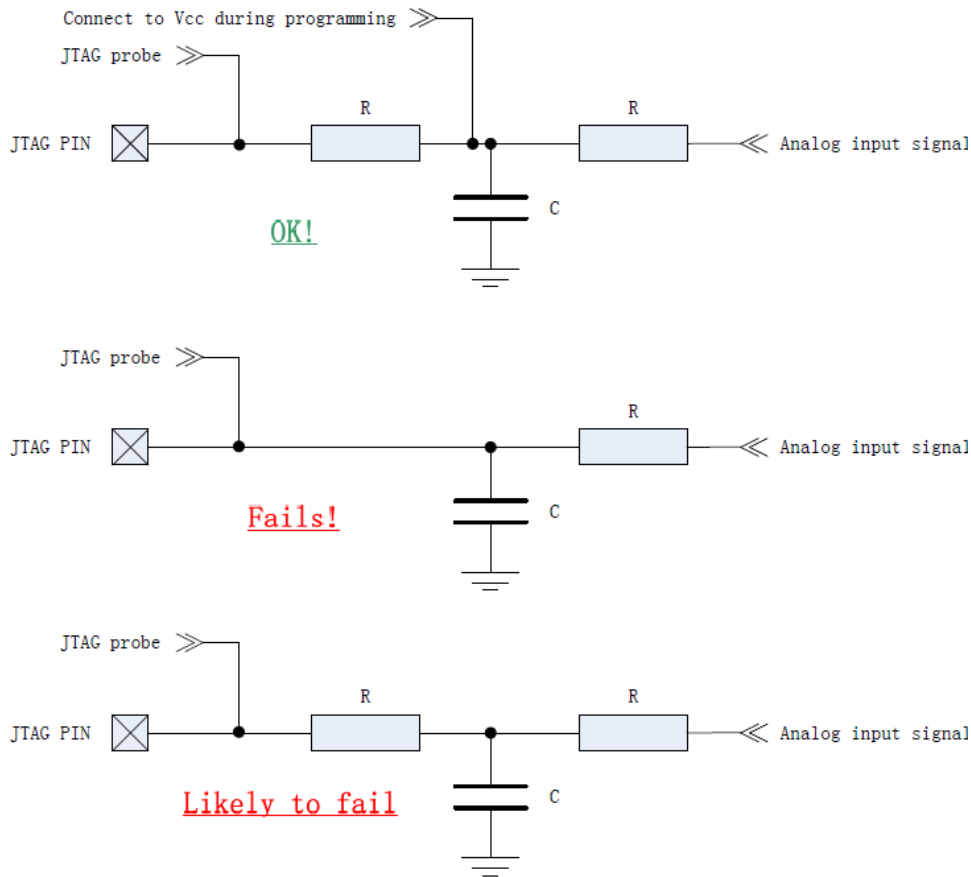 Connect to Vcc during programming
JTAG probe
R
R
JTAG PIN
Analog input signal
C
OK!
JTAG probe
R
JTAG PIN
Analog input signal
C
Fails!
JTAG probe
R
R
JTAG PIN
Analog input signal
C
Likely to fail